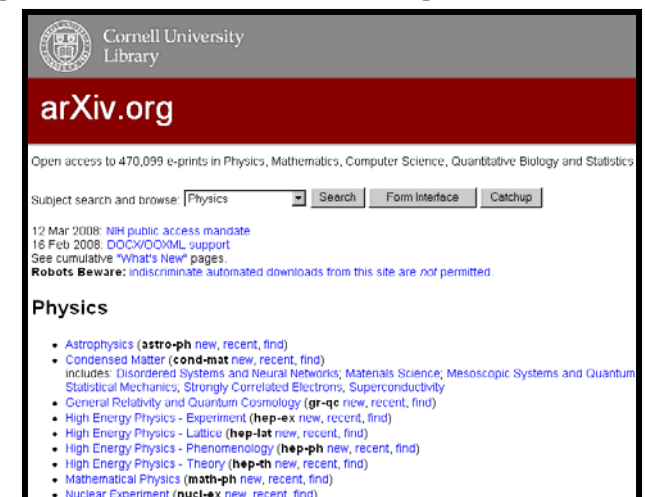 Cornell University
Library
arXiv.org
Open access to 470,099 e-prints in Physics, Mathematics, Computer Science, Quantitative Biology and Statistics
Subject search and browse: Physics Search Form Interface Catchup
12 Mar 2008: NIH public access mandate
16 Feb 2008: DOCX/OOXML support
See cumulative "What's New" pages.
Robots Beware: indiscriminate automated downloads from this site are not permitted.
Physics
• Astrophysics (astro-ph new, recent, find)
• Condensed Matter (cond-mat new, recent, find)
includes: Disordered Systems and Neural Networks; Materials Science; Mesoscopic Systems and Quantum
Statistical Mechanics; Strongly Correlated Electrons, Superconductivity
• General Relativity and Quantum Cosmology (gr-qc new, recent, find)
• High Energy Physics - Experiment (hep-ex new, recent, find)
• High Energy Physics - Lattice (hep-lat new, recent, find)
• High Energy Physics - Phenomenology (hep-ph new, recent, find)
• High Energy Physics - Theory (hep-th new, recent, find)
• Mathematical Physics (math-ph new, recent, find)
• Nuclear Experiment (nucl-ex new, recent, find)